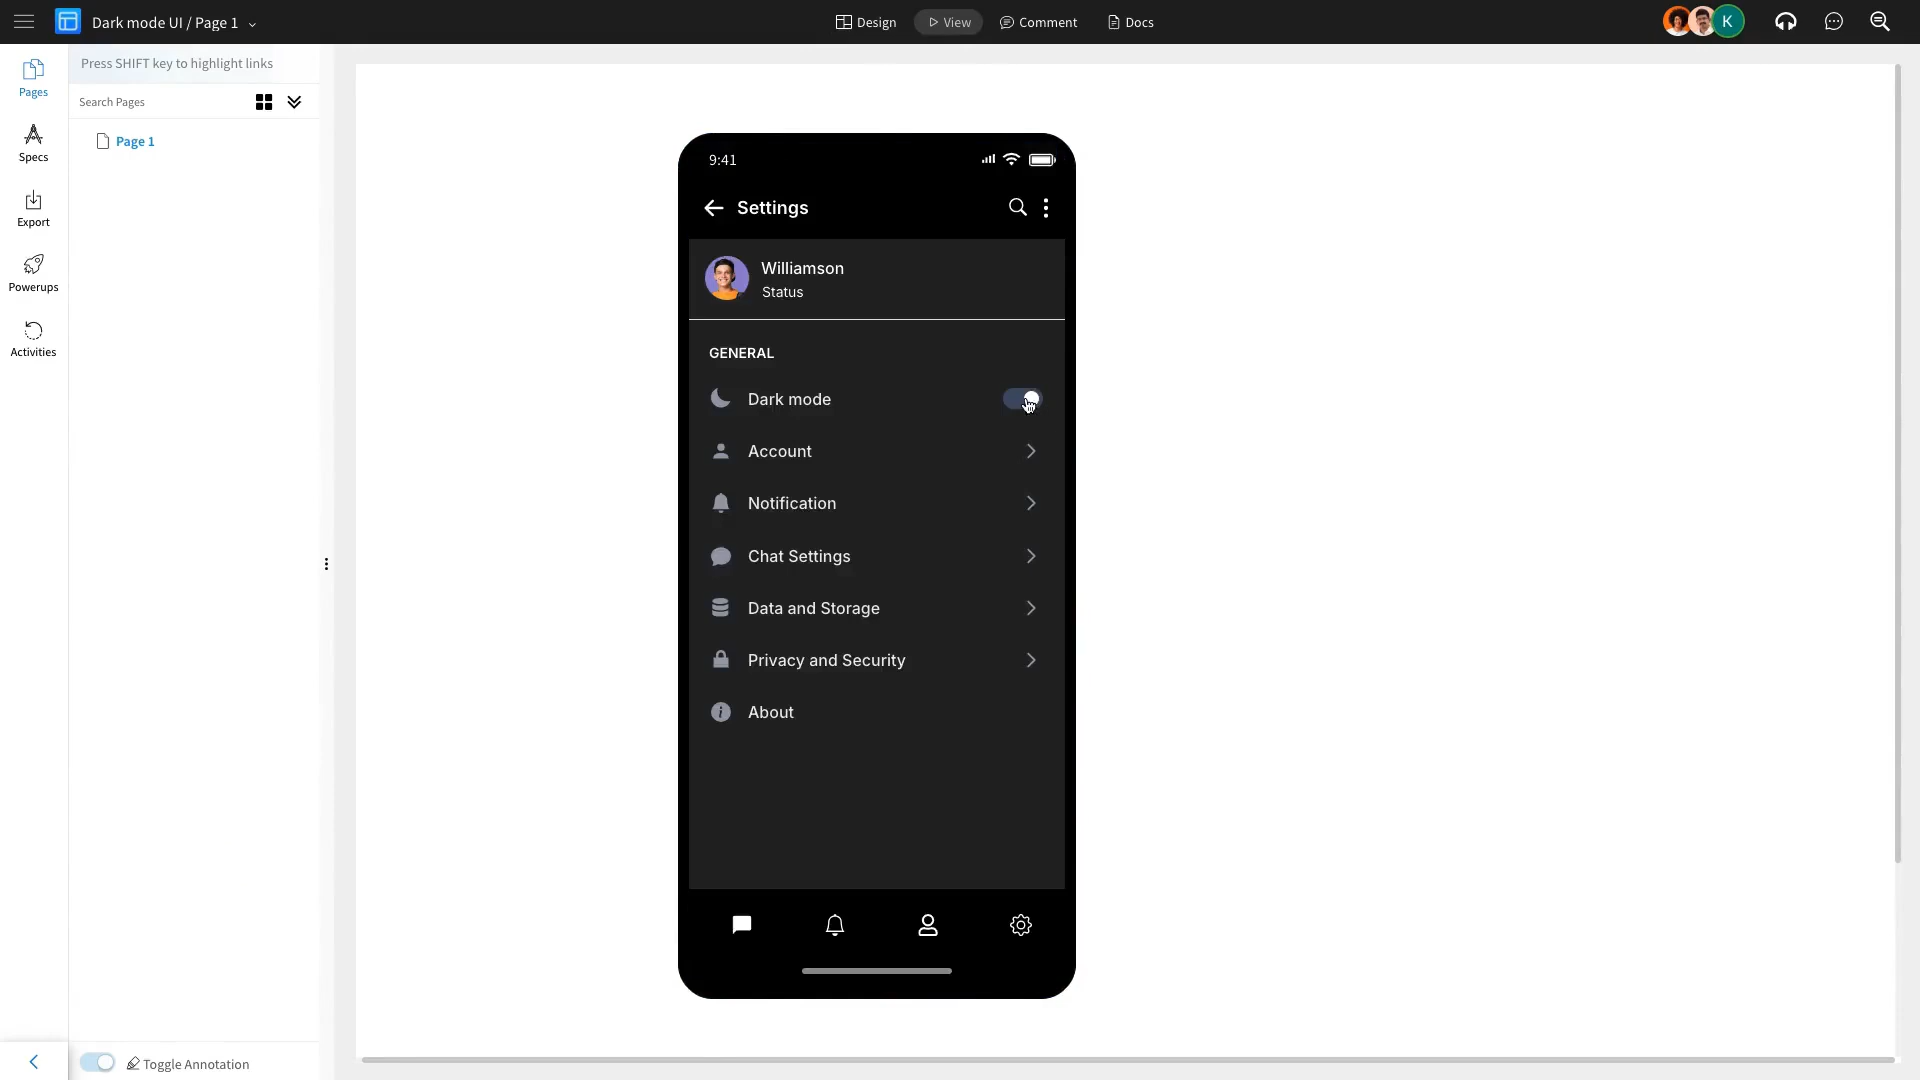 Dark mode UI / Page 1
Design
View
Comment
Docs
K
Pages
Specs
Export
Powerups
Activities
Press SHIFT key to highlight links
Search Pages
Page 1
Toggle Annotation
9:41
Settings
Williamson
Status
GENERAL
Dark mode
Account
Notification
Chat Settings
Data and Storage
Privacy and Security
About